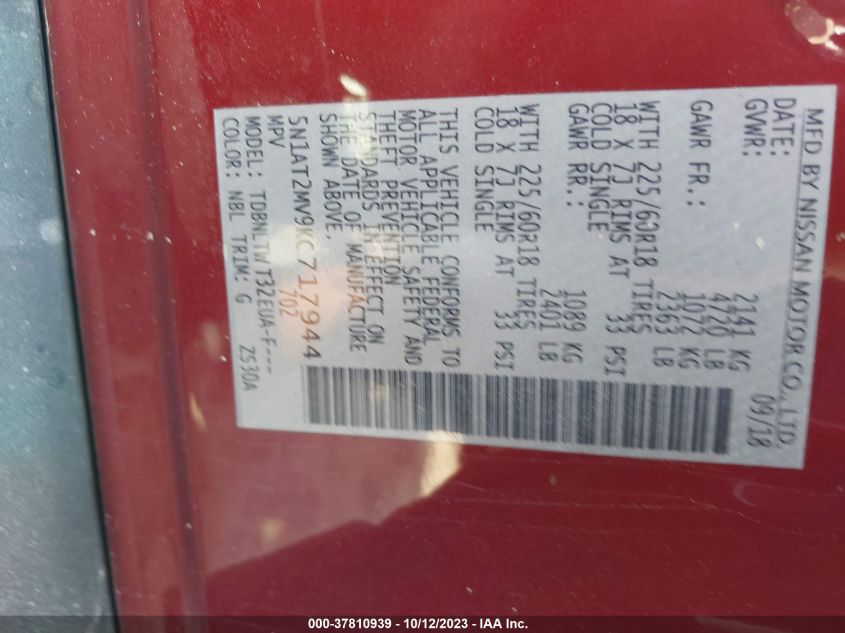 MFD BY NISSAN MOTOR CO., LTD.
DATE: 09/18
GVWR: 2141 KG
4720 LB
GAWR FR: 1072 KG
2363 LB
WITH 225/60R18 TIRES
18 X 7J RIMS AT 33 PSI
COLD SINGLE
GAWR RR: 1089 KG
2401 LB
WITH 225/60R18 TIRES
18 X 7J RIMS AT 33 PSI
COLD SINGLE
THIS VEHICLE CONFORMS TO
ALL APPLICABLE FEDERAL
MOTOR VEHICLE SAFETY AND
THEFT PREVENTION
STANDARDS IN EFFECT ON
THE DATE OF MANUFACTURE
SHOWN ABOVE.
5N1AT2MV9KC717944
MPV 702
MODEL: TDBNLTW T32EUA-F---
COLOR: NBL TRIM: G ZS30A
000-37810939 - 10/12/2023 - IAA Inc.